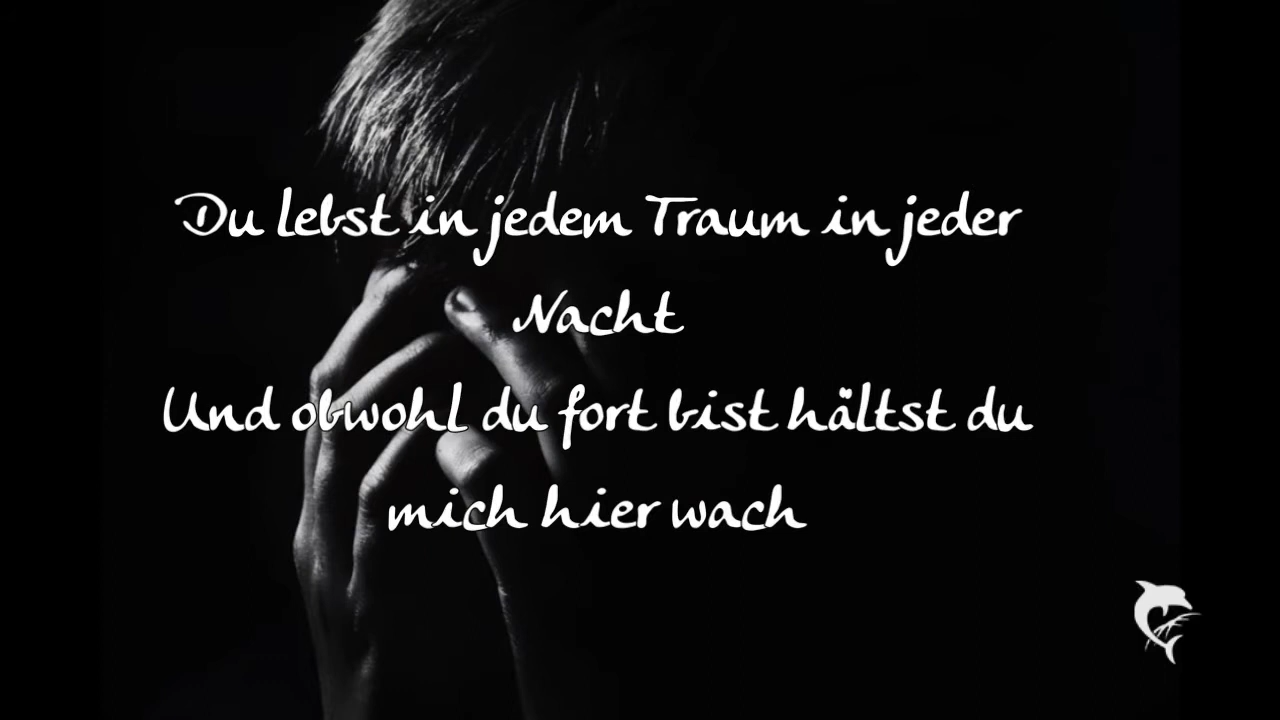 Du lebst in jedem Traum in jeder
Nacht
Und obwohl du fort bist hältst du
mich hier wach